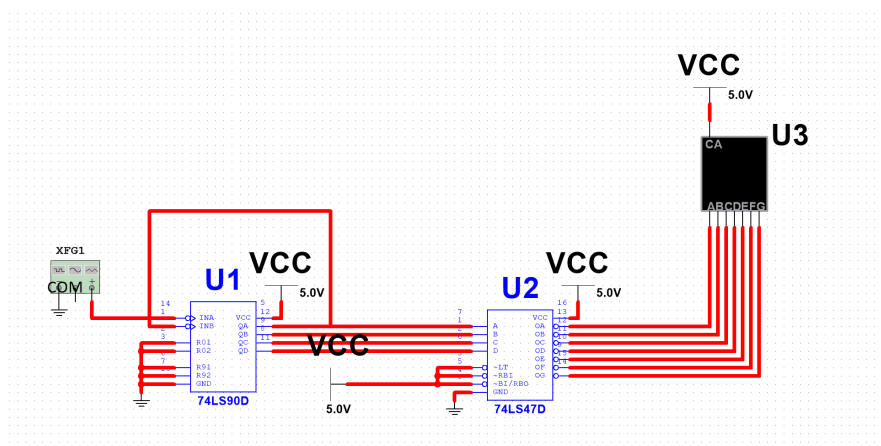 VCC
5.0V
U3
CA
ABCDEFG
XFG1
COM
U1
VCC
5.0V
14
1
3
7
INA
INB
R01
R02
R91
R92
GND
VCC
QA
QB
QC
QD
5
12
9
8
11
74LS90D
VCC
5.0V
U2
VCC
5.0V
7
1
A
B
C
D
~LT
~RBI
~BI/RBO
GND
VCC
OA
OB
OC
OD
OE
OF
OG
16
13
12
11
15
14
74LS47D